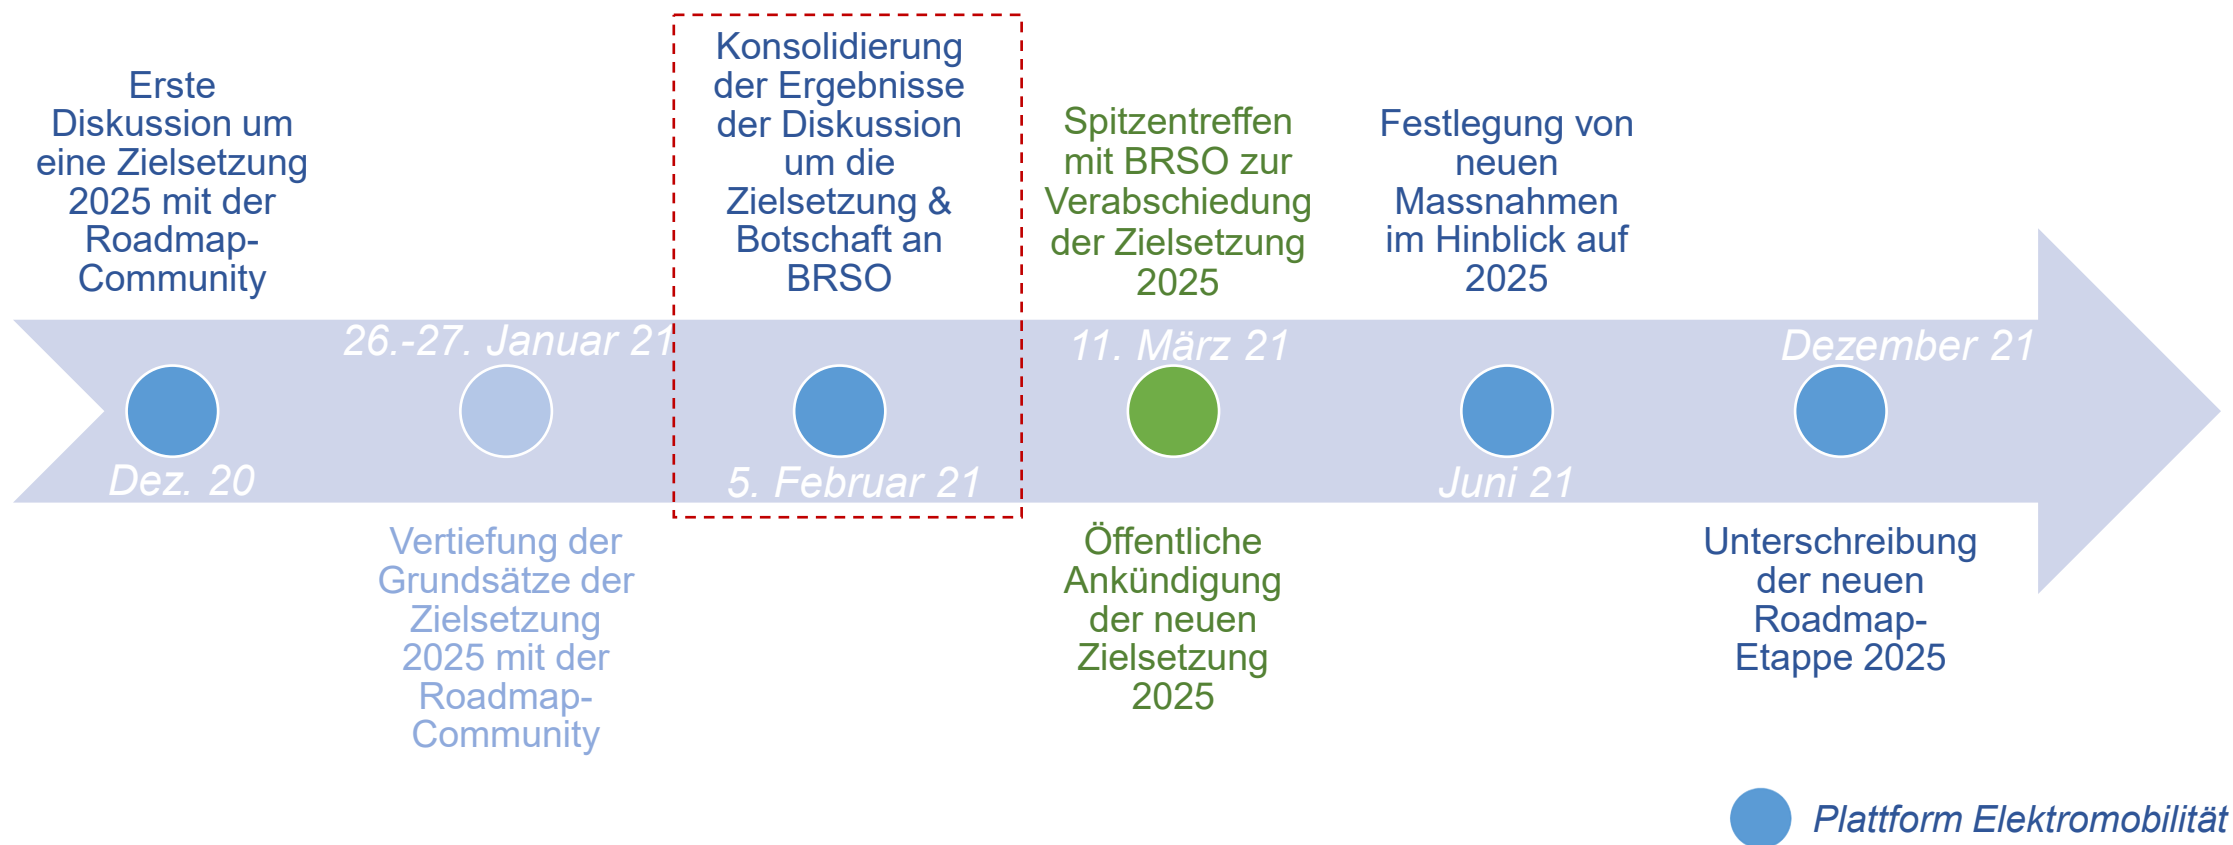 Erste
Diskussion um
eine Zielsetzung
2025 mit der
Roadmap-
Community
Konsolidierung
der Ergebnisse
der Diskussion
um die
Zielsetzung &
Botschaft an
BRSO
Spitzentreffen
mit BRSO zur
Verabschiedung
der Zielsetzung
2025
Festlegung von
neuen
Massnahmen
im Hinblick auf
2025
26.-27. Januar 21
11. März 21
Dezember 21
Dez. 20
5. Februar 21
Juni 21
Vertiefung der
Grundsätze der
Zielsetzung
2025 mit der
Roadmap-
Community
Öffentliche
Ankündigung
der neuen
Zielsetzung
2025
Unterschreibung
der neuen
Roadmap-
Etappe 2025
Plattform Elektromobilität